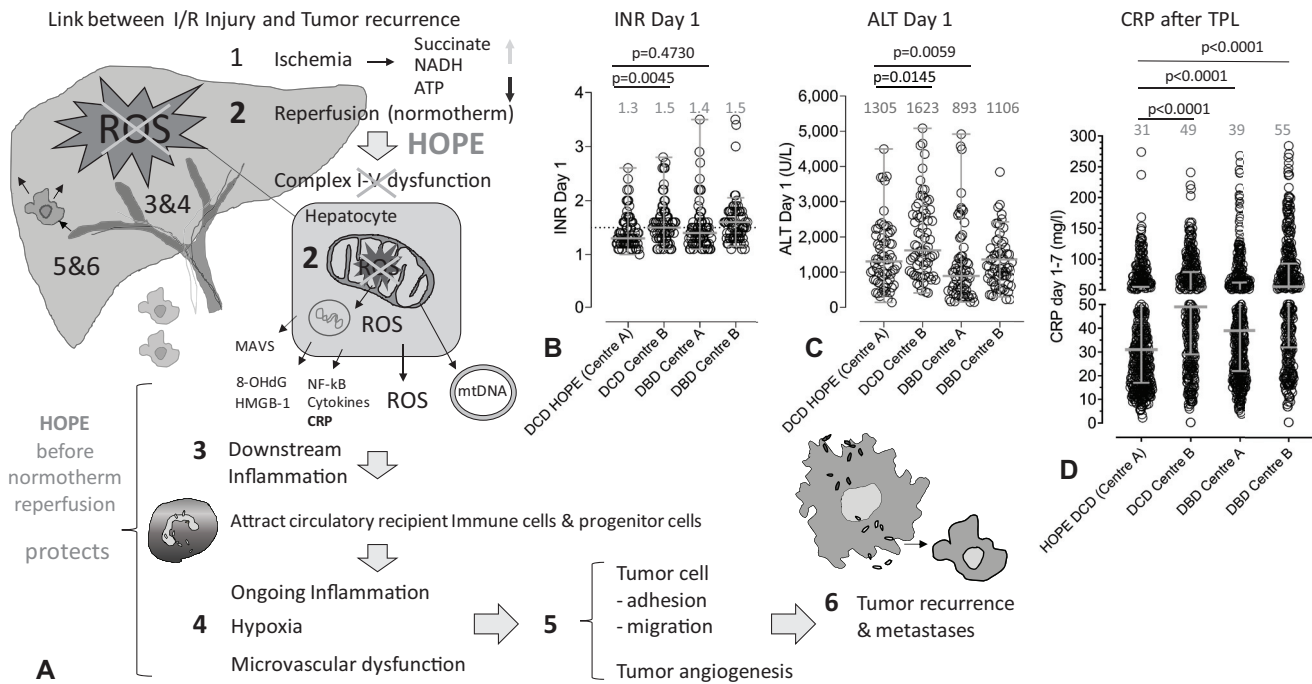 Link between I/R Injury and Tumor recurrence
1 Ischemia
Succinate
NADH
ATP
2 Reperfusion (normotherm)
HOPE
Complex I-V dysfunction
ROS
3&4
5&6
Hepatocyte
2
ROS
ROS
MAVS
8-OHdG
HMGB-1
NF-kB
Cytokines
CRP
ROS
mtDNA
HOPE
before
normotherm
reperfusion
protects
3 Downstream
Inflammation
Attract circulatory recipient Immune cells & progenitor cells
Ongoing Inflammation
4 Hypoxia
Microvascular dysfunction
5
Tumor cell
- adhesion
- migration
Tumor angiogenesis
6 Tumor recurrence
& metastases
A
INR Day 1
p=0.4730
p=0.0045
1.3 1.5 1.4 1.5
INR Day 1
4
3
2
1
0
DCD HOPE (Centre A)
DCD Centre B
DBD Centre A
DBD Centre B
B
ALT Day 1
p=0.0059
p=0.0145
1305 1623 893 1106
ALT Day 1 (U/L)
6,000
5,000
4,000
3,000
2,000
1,000
0
DCD HOPE (Centre A)
DCD Centre B
DBD Centre A
DBD Centre B
C
CRP after TPL
p<0.0001
p<0.0001
p<0.0001
31 49 39 55
CRP day 1-7 (mg/l)
300
250
200
150
100
50
50
40
30
20
10
0
HOPE DCD (Centre A)
DCD Centre B
DBD Centre A
DBD Centre B
D